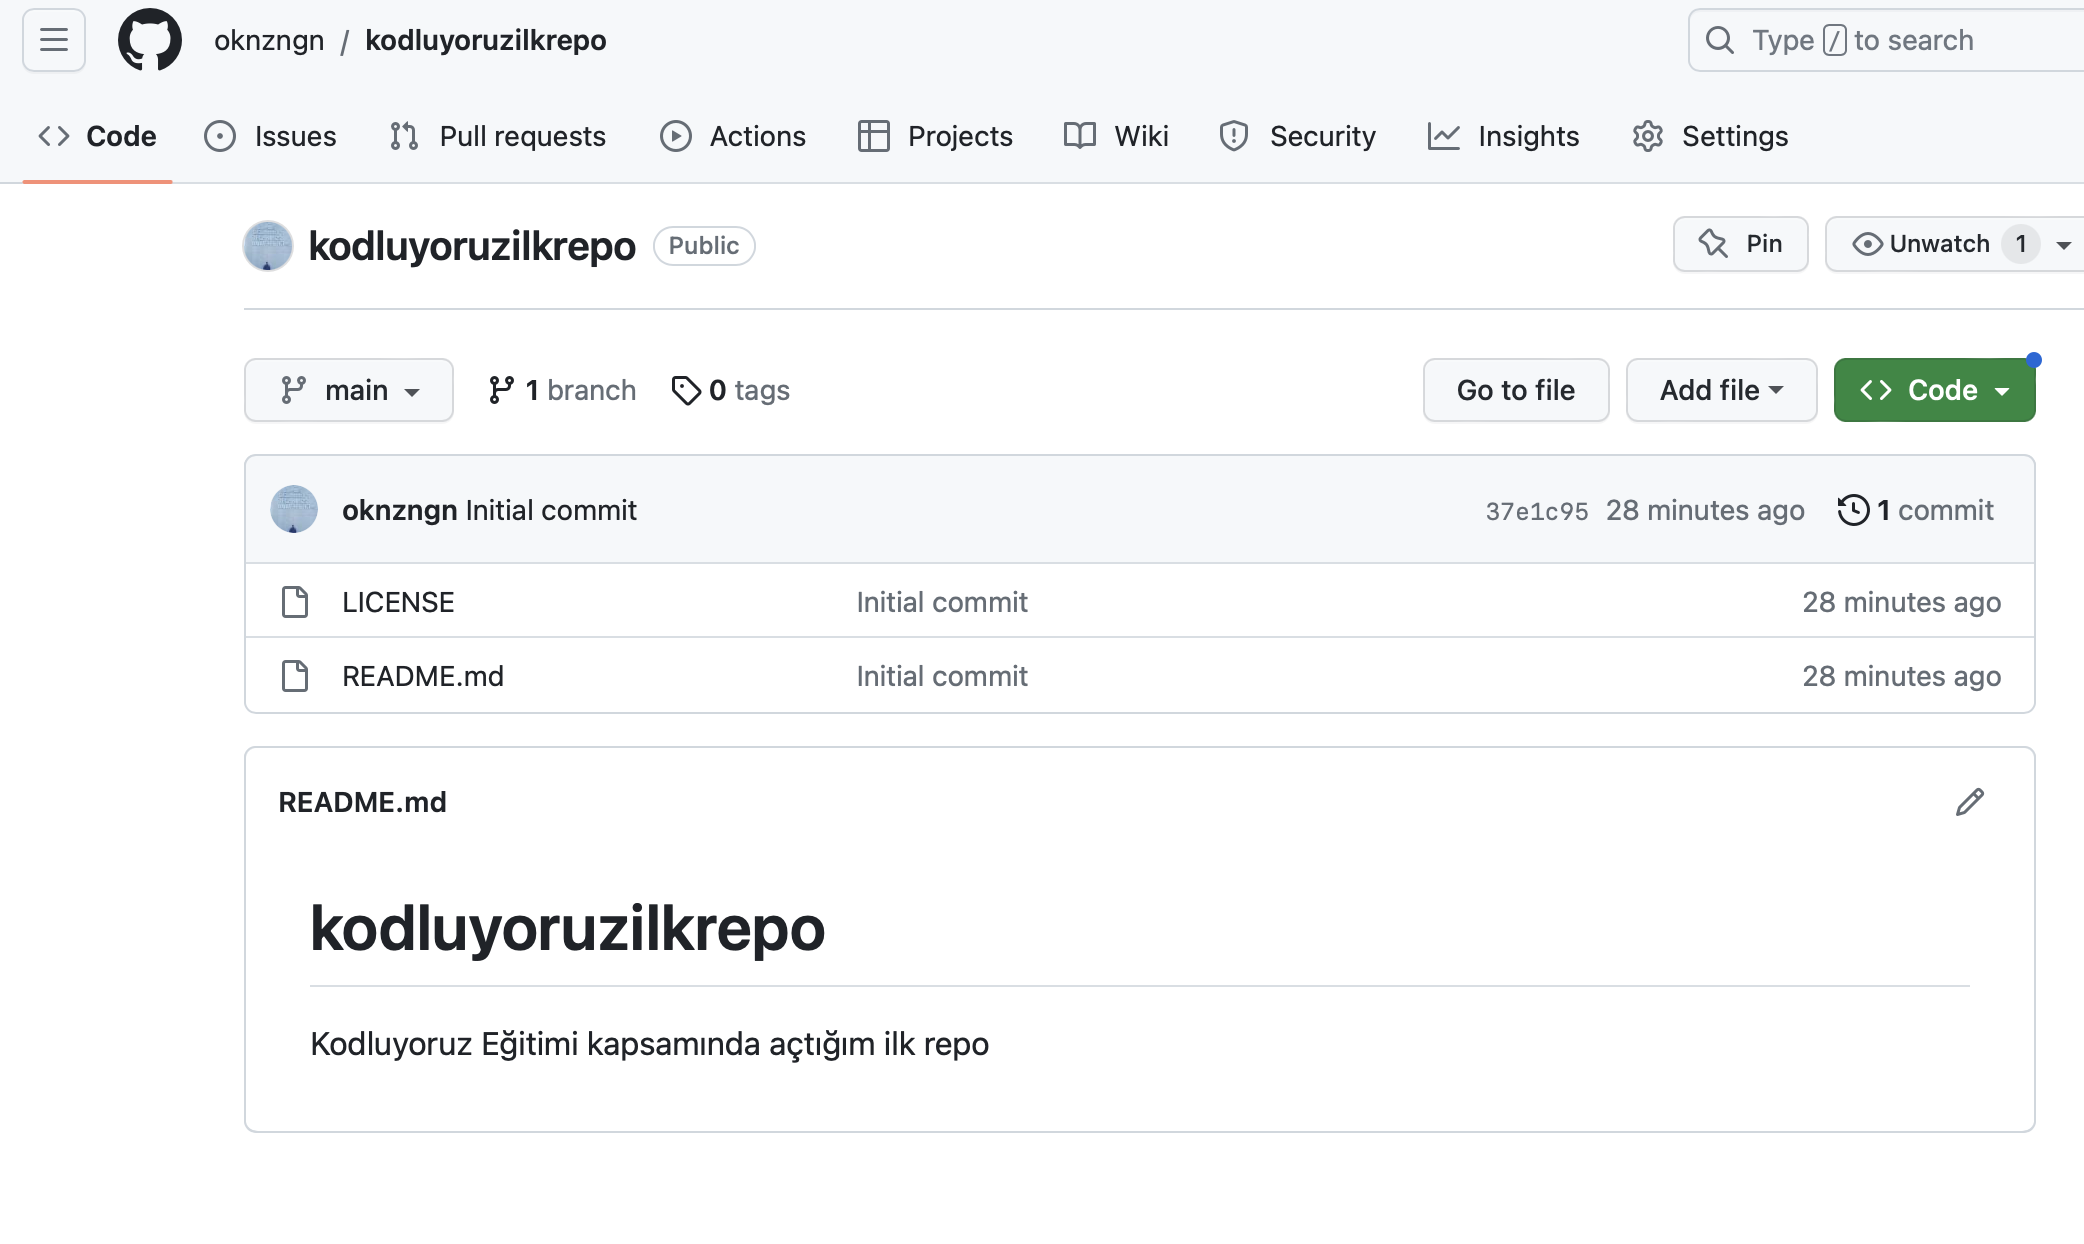 oknzngn / kodluyoruzilkrepo
Type / to search
Code Issues Pull requests Actions Projects Wiki Security Insights Settings
kodluyoruzilkrepo Public
Pin Unwatch 1
main 1 branch 0 tags
Go to file Add file Code
oknzngn Initial commit 37e1c95 28 minutes ago 1 commit
LICENSE Initial commit 28 minutes ago
README.md Initial commit 28 minutes ago
README.md
kodluyoruzilkrepo
Kodluyoruz Eğitimi kapsamında açtığım ilk repo